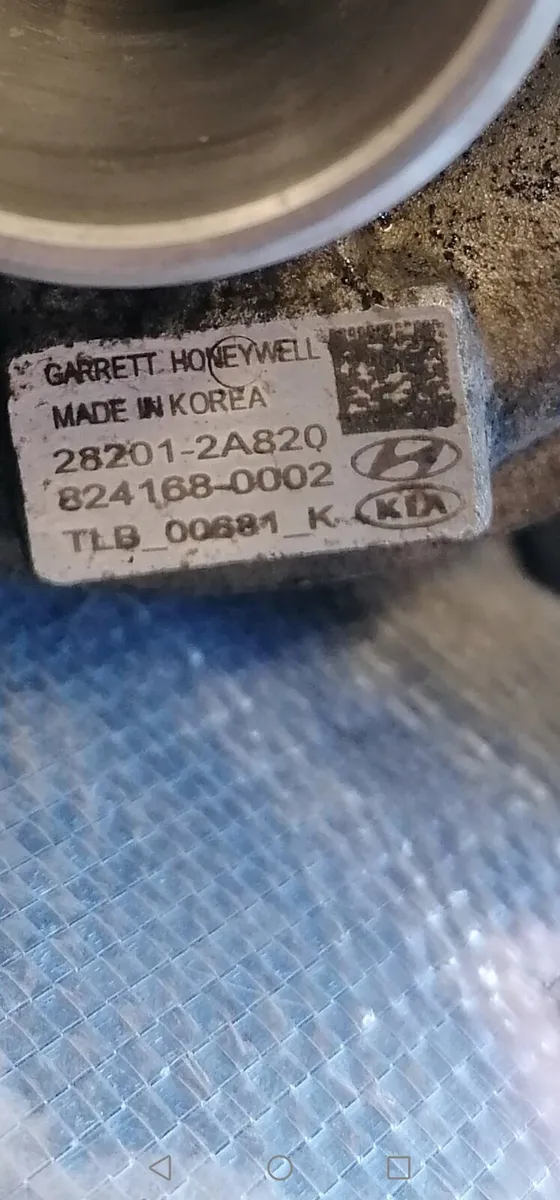 GARRETT HONEYWELL
MADE IN KOREA
28201-2A820
824168-0002
TLB_00681_K
KIA